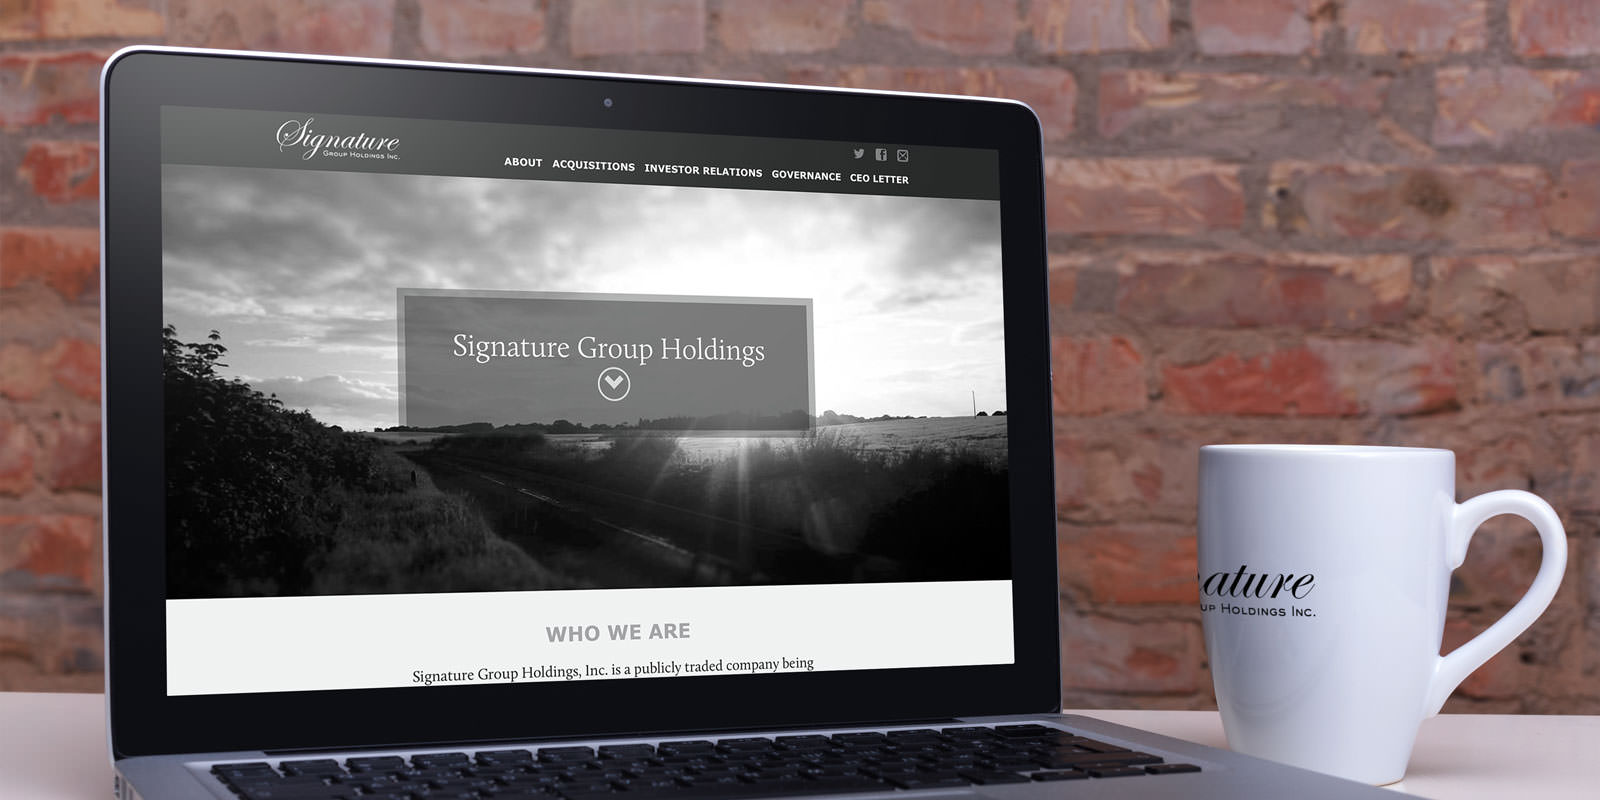 Signature
Group Holdings Inc.
ABOUT ACQUISITIONS INVESTOR RELATIONS GOVERNANCE CEO LETTER
Signature Group Holdings
WHO WE ARE
Signature Group Holdings, Inc. is a publicly traded company being
ature
up Holdings Inc.